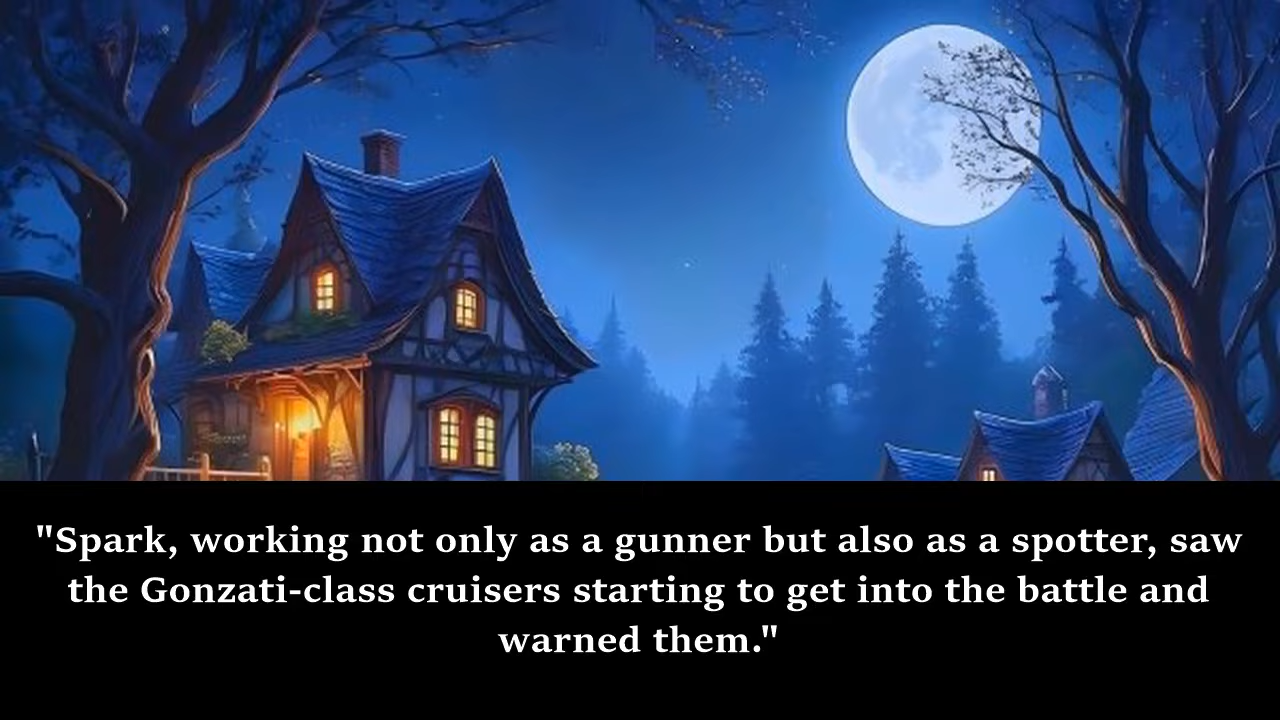 "Spark, working not only as a gunner but also as a spotter, saw
the Gonzati-class cruisers starting to get into the battle and
warned them."